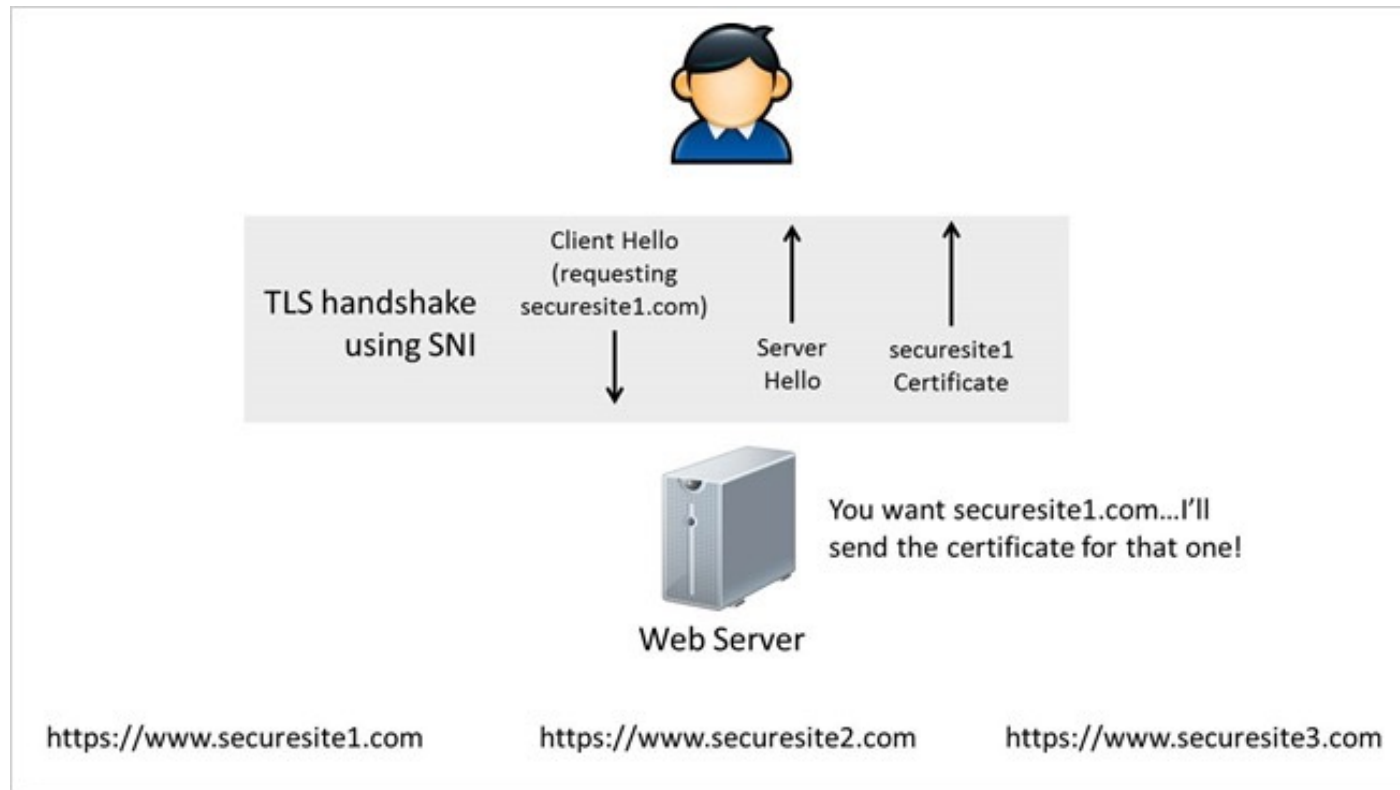 Client Hello
(requesting
securesite1.com)
TLS handshake
using SNI
Server
Hello
securesite1
Certificate
You want securesite1.com...I'll
send the certificate for that one!
Web Server
https://www.securesite1.com
https://www.securesite2.com
https://www.securesite3.com